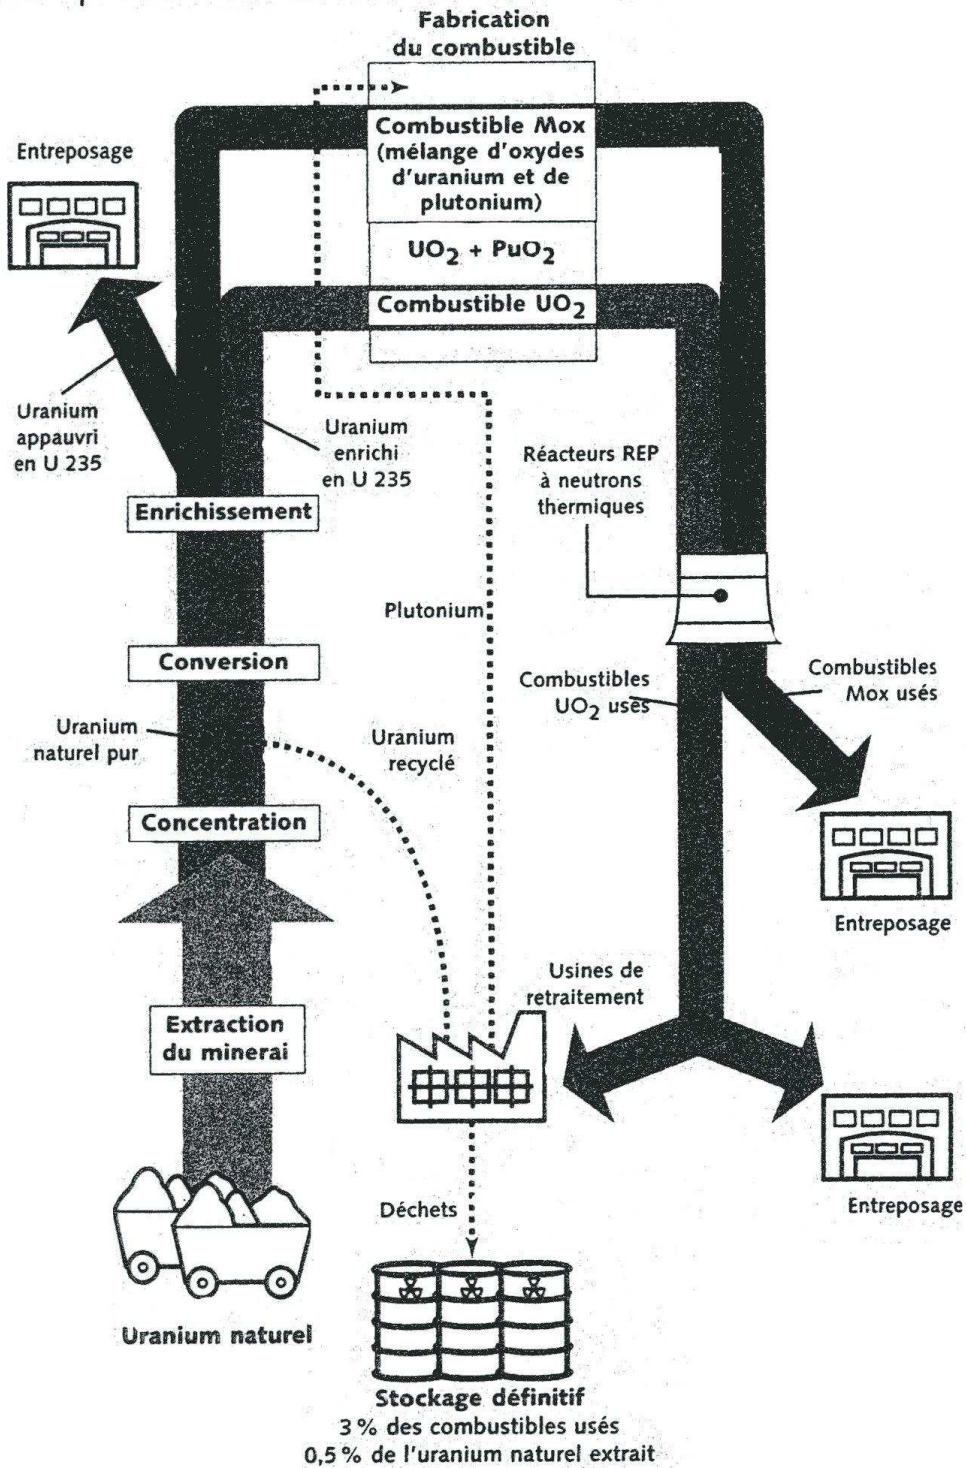 Fabrication
du combustible
Combustible Mox
(mélange d'oxydes
d'uranium et de
plutonium)
UO2 + PuO2
Combustible UO2
Entreposage
Uranium
appauvri
en U 235
Uranium
enrichi
en U 235
Réacteurs REP
à neutrons
thermiques
Enrichissement
Plutonium
Conversion
Combustibles
UO2 usés
Combustibles
Mox usés
Uranium
naturel pur
Uranium
recyclé
Concentration
Entreposage
Usines de
retraitement
Extraction
du minerai
Entreposage
Déchets
Uranium naturel
Stockage définitif
3 % des combustibles usés
0,5 % de l'uranium naturel extrait